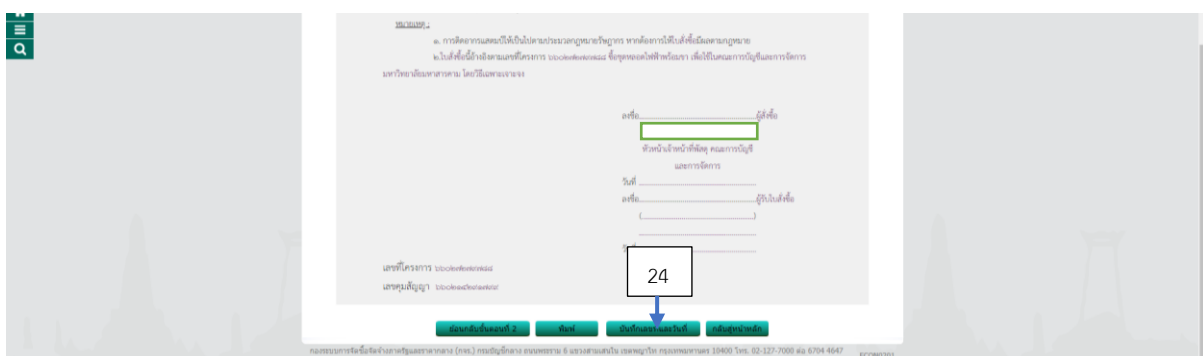 หมายเหตุ :
๑. การติดอากรแสตมป์ให้เป็นไปตามประมวลกฎหมายรัษฎากร หากต้องการให้ใบสั่งซื้อมีผลตามกฎหมาย
๒.ใบสั่งซื้อนี้อ้างอิงตามเลขที่โครงการ ซื้อชุดหลอดไฟฟ้าพร้อมขา เพื่อใช้ในคณะการบัญชีและการจัดการ
มหาวิทยาลัยมหาสารคาม โดยวิธีเฉพาะเจาะจง
ลงชื่อ............................................ผู้สั่งซื้อ
หัวหน้าเจ้าหน้าที่พัสดุ คณะการบัญชี
และการจัดการ
วันที่ ............................................
ลงชื่อ............................................ผู้รับใบสั่งซื้อ
(............................................)
............................................
เลขที่โครงการ
เลขคุมสัญญา
24
ย้อนกลับขั้นตอนที่ 2 พิมพ์ บันทึกเลขที่และวันที่ กลับสู่หน้าหลัก
กองระบบการจัดซื้อจัดจ้างภาครัฐและราคากลาง (กจร.) กรมบัญชีกลาง ถนนพระราม 6 แขวงสามเสนใน เขตพญาไท กรุงเทพมหานคร 10400 โทร. 02-127-7000 ต่อ 6704 4647